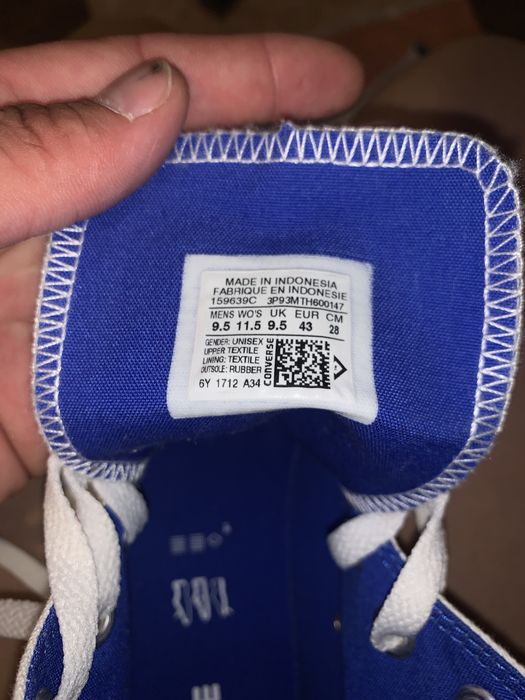 MADE IN INDONESIA
FABRIQUE EN INDONESIE
159639C 3P93MTH600147
MENS WO'S UK EUR CM
9.5 11.5 9.5 43 28
GENDER: UNISEX
UPPER TEXTILE
LINING: TEXTILE
OUTSOLE: RUBBER
6Y 1712 A34
CONVERSE